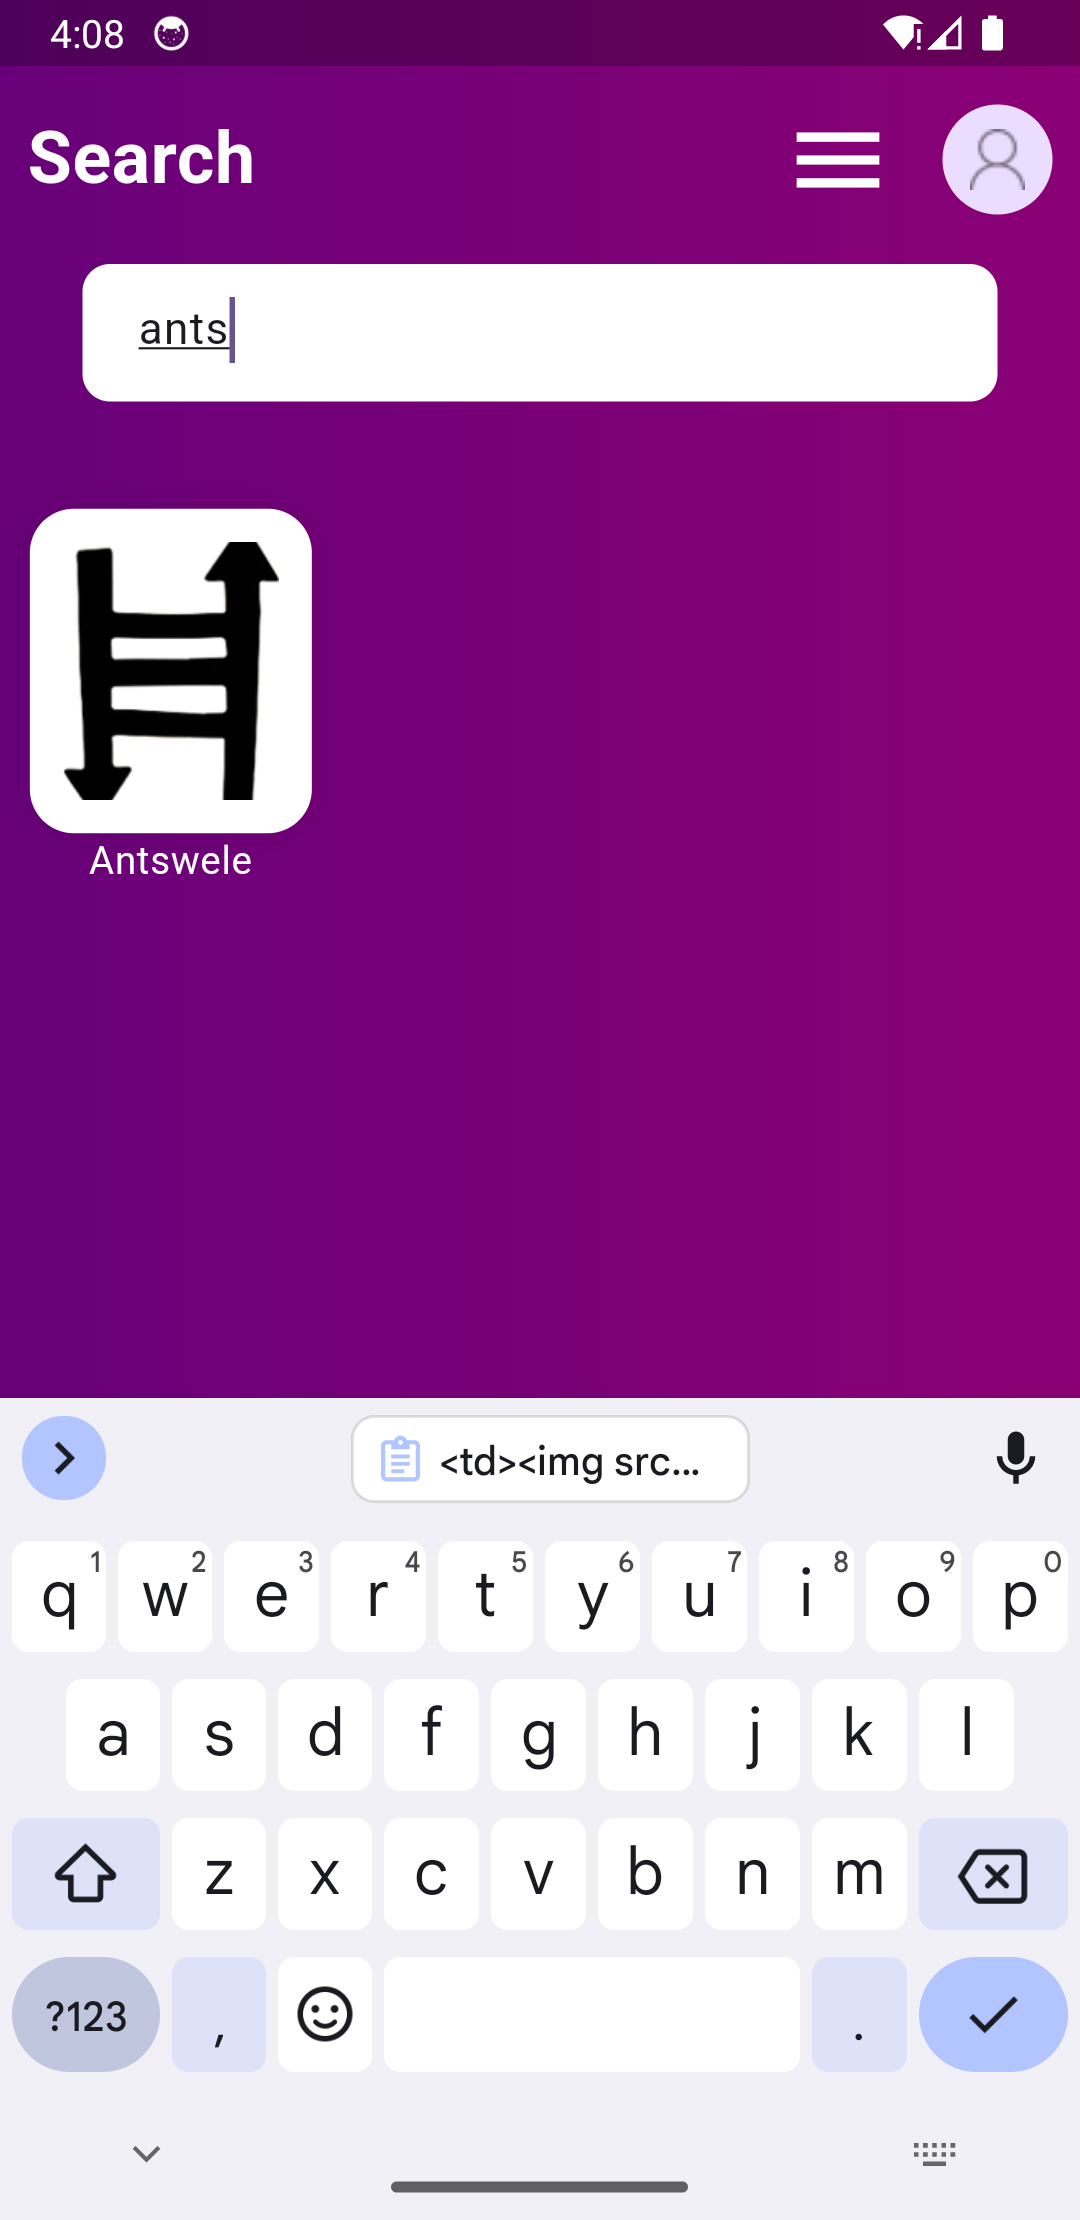 4:08
Search
ants
Antswele
<td><img src...
1 2 3 4 5 6 7 8 9 0
q w e r t y u i o p
a s d f g h j k l
z x c v b n m
?123 , .